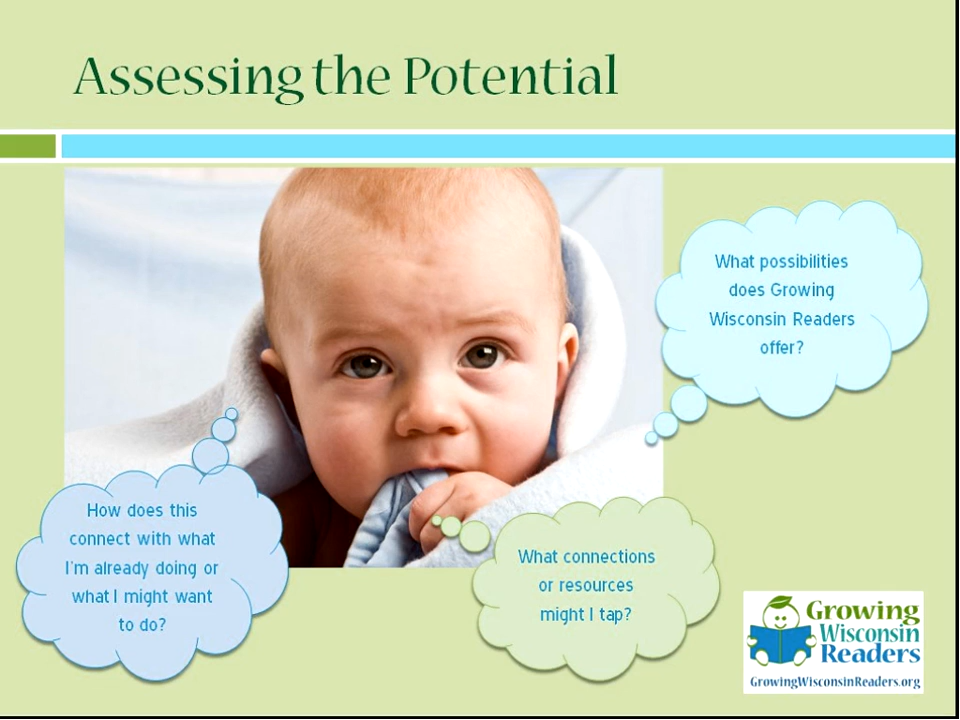 Assessing the Potential
What possibilities
does Growing
Wisconsin Readers
offer?
How does this
connect with what
I'm already doing or
what I might want
to do?
What connections
or resources
might I tap?
Growing
Wisconsin
Readers
GrowingWisconsinReaders.org